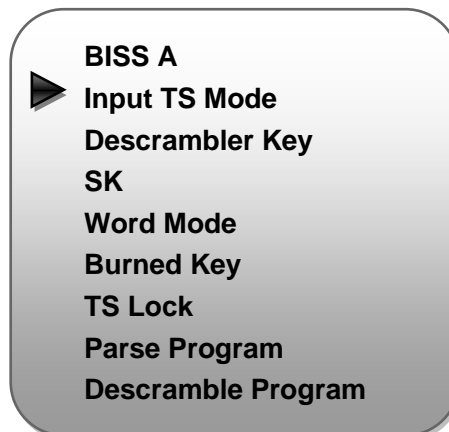 BISS A
Input TS Mode
Descrambler Key
SK
Word Mode
Burned Key
TS Lock
Parse Program
Descramble Program